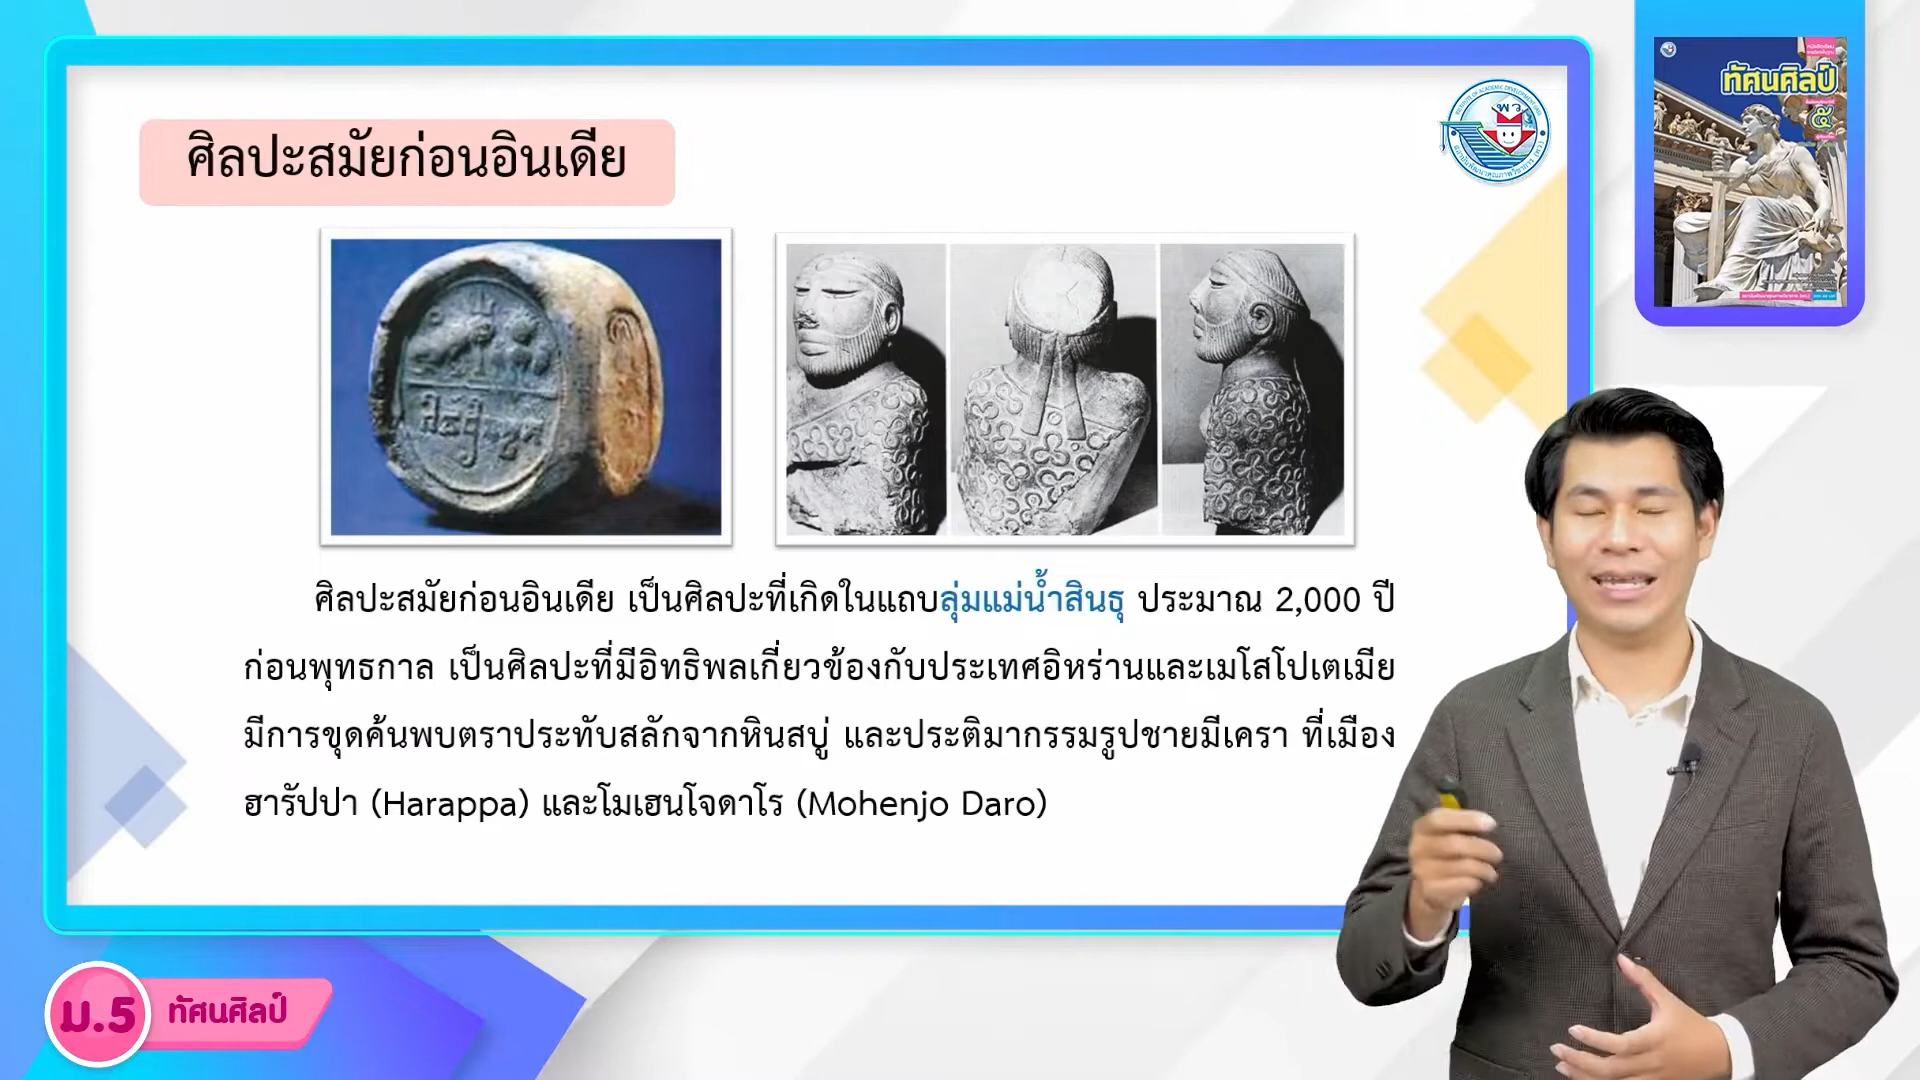 ศิลปะสมัยก่อนอินเดีย
ศิลปะสมัยก่อนอินเดีย เป็นศิลปะที่เกิดในแถบลุ่มแม่น้ำสินธุ ประมาณ 2,000 ปี
ก่อนพุทธกาล เป็นศิลปะที่มีอิทธิพลเกี่ยวข้องกับประเทศอิหร่านและเมโสโปเตเมีย
มีการขุดค้นพบตราประทับสลักจากหินสบู่ และประติมากรรมรูปชายมีเครา ที่เมือง
ฮารัปปา (Harappa) และโมเฮนโจดาโร (Mohenjo Daro)
พว
ทัศนศิลป์
๕
ม.5 ทัศนศิลป์